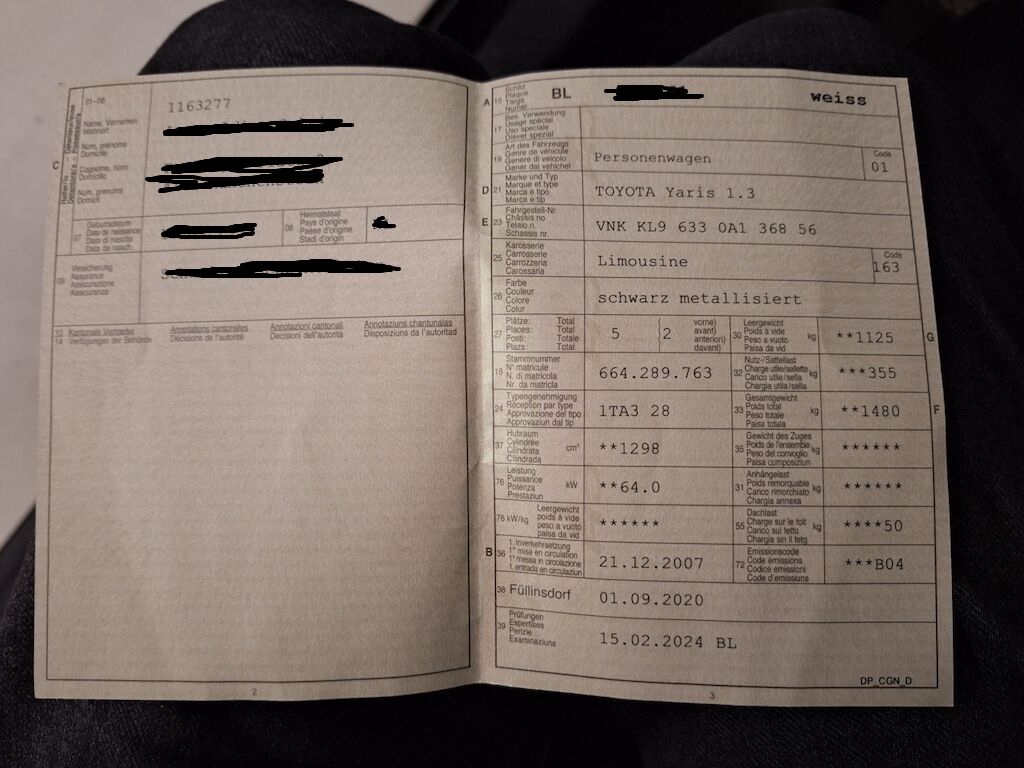 01-06
1163277
Name, Vornamen
Wohnort
Nom, prénoms
Domicile
Cognome, nomi
Domicilio
Num, prenums
Domicil
C
07
Geburtsdatum
Date de naissance
Data di nascita
Data da nasch.
08
Heimatstaat
Pays d'origine
Paese d'origine
Stadi d'origin
09
Versicherung
Assurance
Assicurazione
Assicuranza
13 Kantonale Vermerke
14 Verfügungen der Behörde
Annotations cantonales
Décisions de l'autorité
Annotazioni cantonali
Decisioni dell'autorità
Annotaziuns chantunalas
Disposiziuns da l'autoritad
2
A 15
Schild
Plaque
Targa
Numer
BL
weiss
17
Bes. Verwendung
Usage spécial
Uso speciale
Diever spezial
19
Art des Fahrzeugs
Genre de véhicule
Genere di veicolo
Gener dal vehichel
Personenwagen
Code
01
D 21
Marke und Typ
Marque et type
Marca e tipo
Marca e tip
TOYOTA Yaris 1.3
E 23
Fahrgestell-Nr.
Châssis no
Telaio n.
Schassis nr.
VNK KL9 633 0A1 368 56
25
Karosserie
Carrosserie
Carrozzeria
Carossaria
Limousine
Code
163
26
Farbe
Couleur
Colore
Colur
schwarz metallisiert
27
Plätze: Total
Places: Total
Posti: Totale
Plazs: Total
5
2
vorne)
avant)
anteriori)
davant)
30
Leergewicht
Poids à vide
Peso a vuoto
Paisa da vid
kg
**1125
G
18
Stammnummer
N° matricule
N. di matricola
Nr. da matricla
664.289.763
32
Nutz-/Sattellast
Charge utile/sellette
Carico utile/sella
Chargia utila/sella
kg
***355
24
Typengenehmigung
Réception par type
Approvazione del tipo
Approvaziun dal tip
1TA3 28
33
Gesamtgewicht
Poids total
Peso totale
Paisa totala
kg
**1480
F
37
Hubraum
Cylindrée
Cilindrata
Cilindrada
cm³
**1298
35
Gewicht des Zuges
Poids de l'ensemble
Peso del convoglio
Paisa cumposiziun
kg
******
76
Leistung
Puissance
Potenza
Prestaziun
kW
**64.0
31
Anhängelast
Poids remorquable
Carico rimorchiato
Chargia annexa
kg
******
78 kW/kg
Leergewicht
poids à vide
peso a vuoto
paisa da vid
******
55
Dachlast
Charge sur le toit
Carico sul tetto
Chargia sin il tetg
kg
****50
B 36
1. Inverkehrsetzung
1re mise en circulation
1a messa in circolazione
1. entrada en circulaziun
21.12.2007
72
Emissionscode
Code émissions
Codice emissioni
Code d'emissiuns
***B04
38 Füllinsdorf
01.09.2020
39
Prüfungen
Expertises
Perizie
Examinaziuns
15.02.2024 BL
DP_CGN_D
3